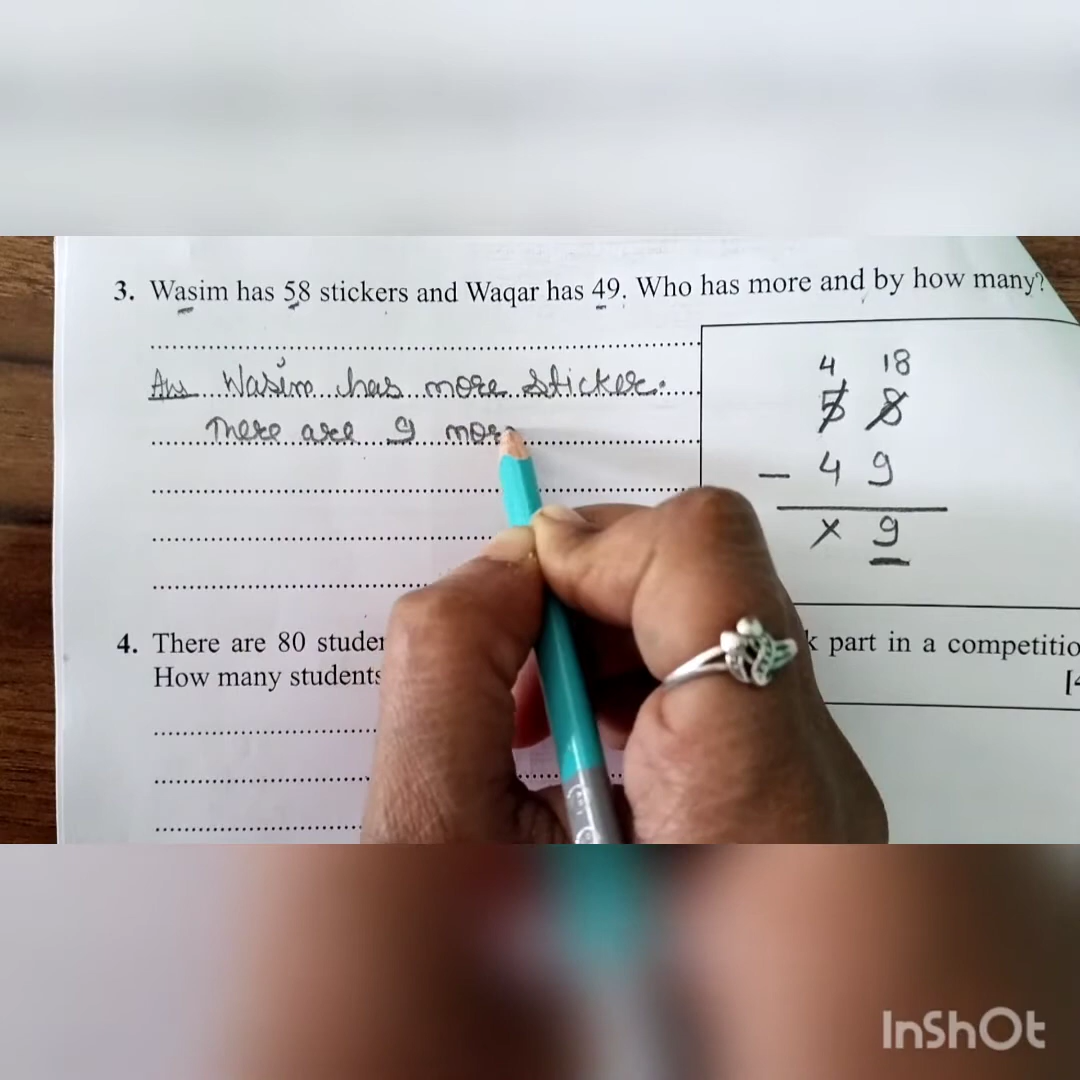 3. Wasim has 58 stickers and Waqar has 49. Who has more and by how many?
Ans Wasim has more sticker.
There are 9 more
4 18
5 8
- 4 9
x 9
4. There are 80 k part in a competitio
How many students
[4
InShOt